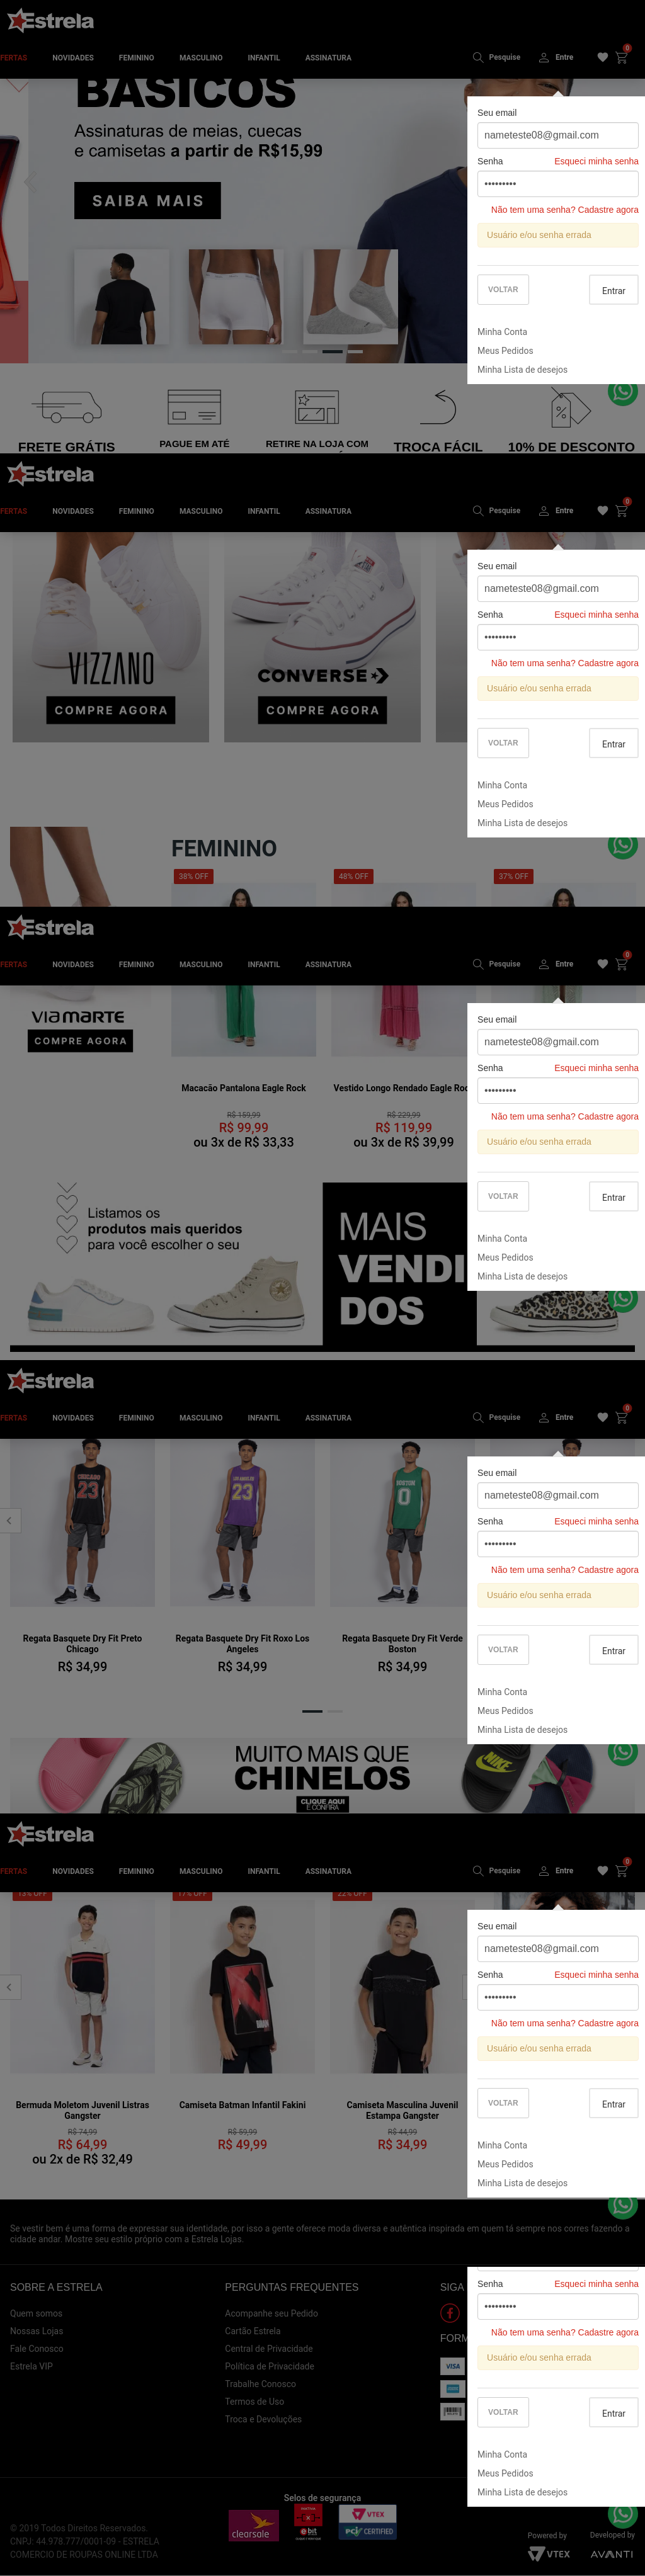 Estrela
FERTAS NOVIDADES FEMININO MASCULINO INFANTIL ASSINATURA Pesquise Entre 0
BÁSICOS
Assinaturas de meias, cuecas
e camisetas a partir de R$15,99
SAIBA MAIS
Seu email
nameteste08@gmail.com
Senha Esqueci minha senha
•••••••••
Não tem uma senha? Cadastre agora
Usuário e/ou senha errada
VOLTAR Entrar
Minha Conta
Meus Pedidos
Minha Lista de desejos
FRETE GRÁTIS PAGUE EM ATÉ RETIRE NA LOJA COM TROCA FÁCIL 10% DE DESCONTO
Estrela
FERTAS NOVIDADES FEMININO MASCULINO INFANTIL ASSINATURA Pesquise Entre 0
Seu email
nameteste08@gmail.com
Senha Esqueci minha senha
•••••••••
Não tem uma senha? Cadastre agora
Usuário e/ou senha errada
VOLTAR Entrar
Minha Conta
Meus Pedidos
Minha Lista de desejos
VIZZANO
COMPRE AGORA
CONVERSE
COMPRE AGORA
FEMININO
38% OFF 48% OFF 37% OFF
Estrela
FERTAS NOVIDADES FEMININO MASCULINO INFANTIL ASSINATURA Pesquise Entre 0
Seu email
nameteste08@gmail.com
Senha Esqueci minha senha
•••••••••
Não tem uma senha? Cadastre agora
Usuário e/ou senha errada
VOLTAR Entrar
Minha Conta
Meus Pedidos
Minha Lista de desejos
VIA MARTE
COMPRE AGORA
Macacão Pantalona Eagle Rock
R$ 159,99
R$ 99,99
ou 3x de R$ 33,33
Vestido Longo Rendado Eagle Roc
R$ 229,99
R$ 119,99
ou 3x de R$ 39,99
Listamos os
produtos mais queridos
para você escolher o seu
MAIS
VENDI
DOS
Estrela
FERTAS NOVIDADES FEMININO MASCULINO INFANTIL ASSINATURA Pesquise Entre 0
Seu email
nameteste08@gmail.com
Senha Esqueci minha senha
•••••••••
Não tem uma senha? Cadastre agora
Usuário e/ou senha errada
VOLTAR Entrar
Minha Conta
Meus Pedidos
Minha Lista de desejos
CHICAGO
23
LOS ANGELES
23
BOSTON
0
Regata Basquete Dry Fit Preto
Chicago
R$ 34,99
Regata Basquete Dry Fit Roxo Los
Angeles
R$ 34,99
Regata Basquete Dry Fit Verde
Boston
R$ 34,99
MUITO MAIS QUE
CHINELOS
CLIQUE AQUI
E CONFIRA
NIKE
Estrela
FERTAS NOVIDADES FEMININO MASCULINO INFANTIL ASSINATURA Pesquise Entre 0
13% OFF 17% OFF 22% OFF
Seu email
nameteste08@gmail.com
Senha Esqueci minha senha
•••••••••
Não tem uma senha? Cadastre agora
Usuário e/ou senha errada
VOLTAR Entrar
Minha Conta
Meus Pedidos
Minha Lista de desejos
Bermuda Moletom Juvenil Listras
Gangster
R$ 74,99
R$ 64,99
ou 2x de R$ 32,49
Camiseta Batman Infantil Fakini
R$ 59,99
R$ 49,99
Camiseta Masculina Juvenil
Estampa Gangster
R$ 44,99
R$ 34,99
Se vestir bem é uma forma de expressar sua identidade, por isso a gente oferece moda diversa e autêntica inspirada em quem tá sempre nos corres fazendo a
cidade andar. Mostre seu estilo próprio com a Estrela Lojas.
SOBRE A ESTRELA
Quem somos
Nossas Lojas
Fale Conosco
Estrela VIP
PERGUNTAS FREQUENTES
Acompanhe seu Pedido
Cartão Estrela
Central de Privacidade
Política de Privacidade
Trabalhe Conosco
Termos de Uso
Troca e Devoluções
SIGA
FORM
VISA
Senha Esqueci minha senha
•••••••••
Não tem uma senha? Cadastre agora
Usuário e/ou senha errada
VOLTAR Entrar
Minha Conta
Meus Pedidos
Minha Lista de desejos
Selos de segurança
clearsale
ebit
VTEX
PCI CERTIFIED
© 2019 Todos Direitos Reservados.
CNPJ: 44.978.777/0001-09 - ESTRELA
COMERCIO DE ROUPAS ONLINE LTDA
Powered by
VTEX
Developed by
AVANTI